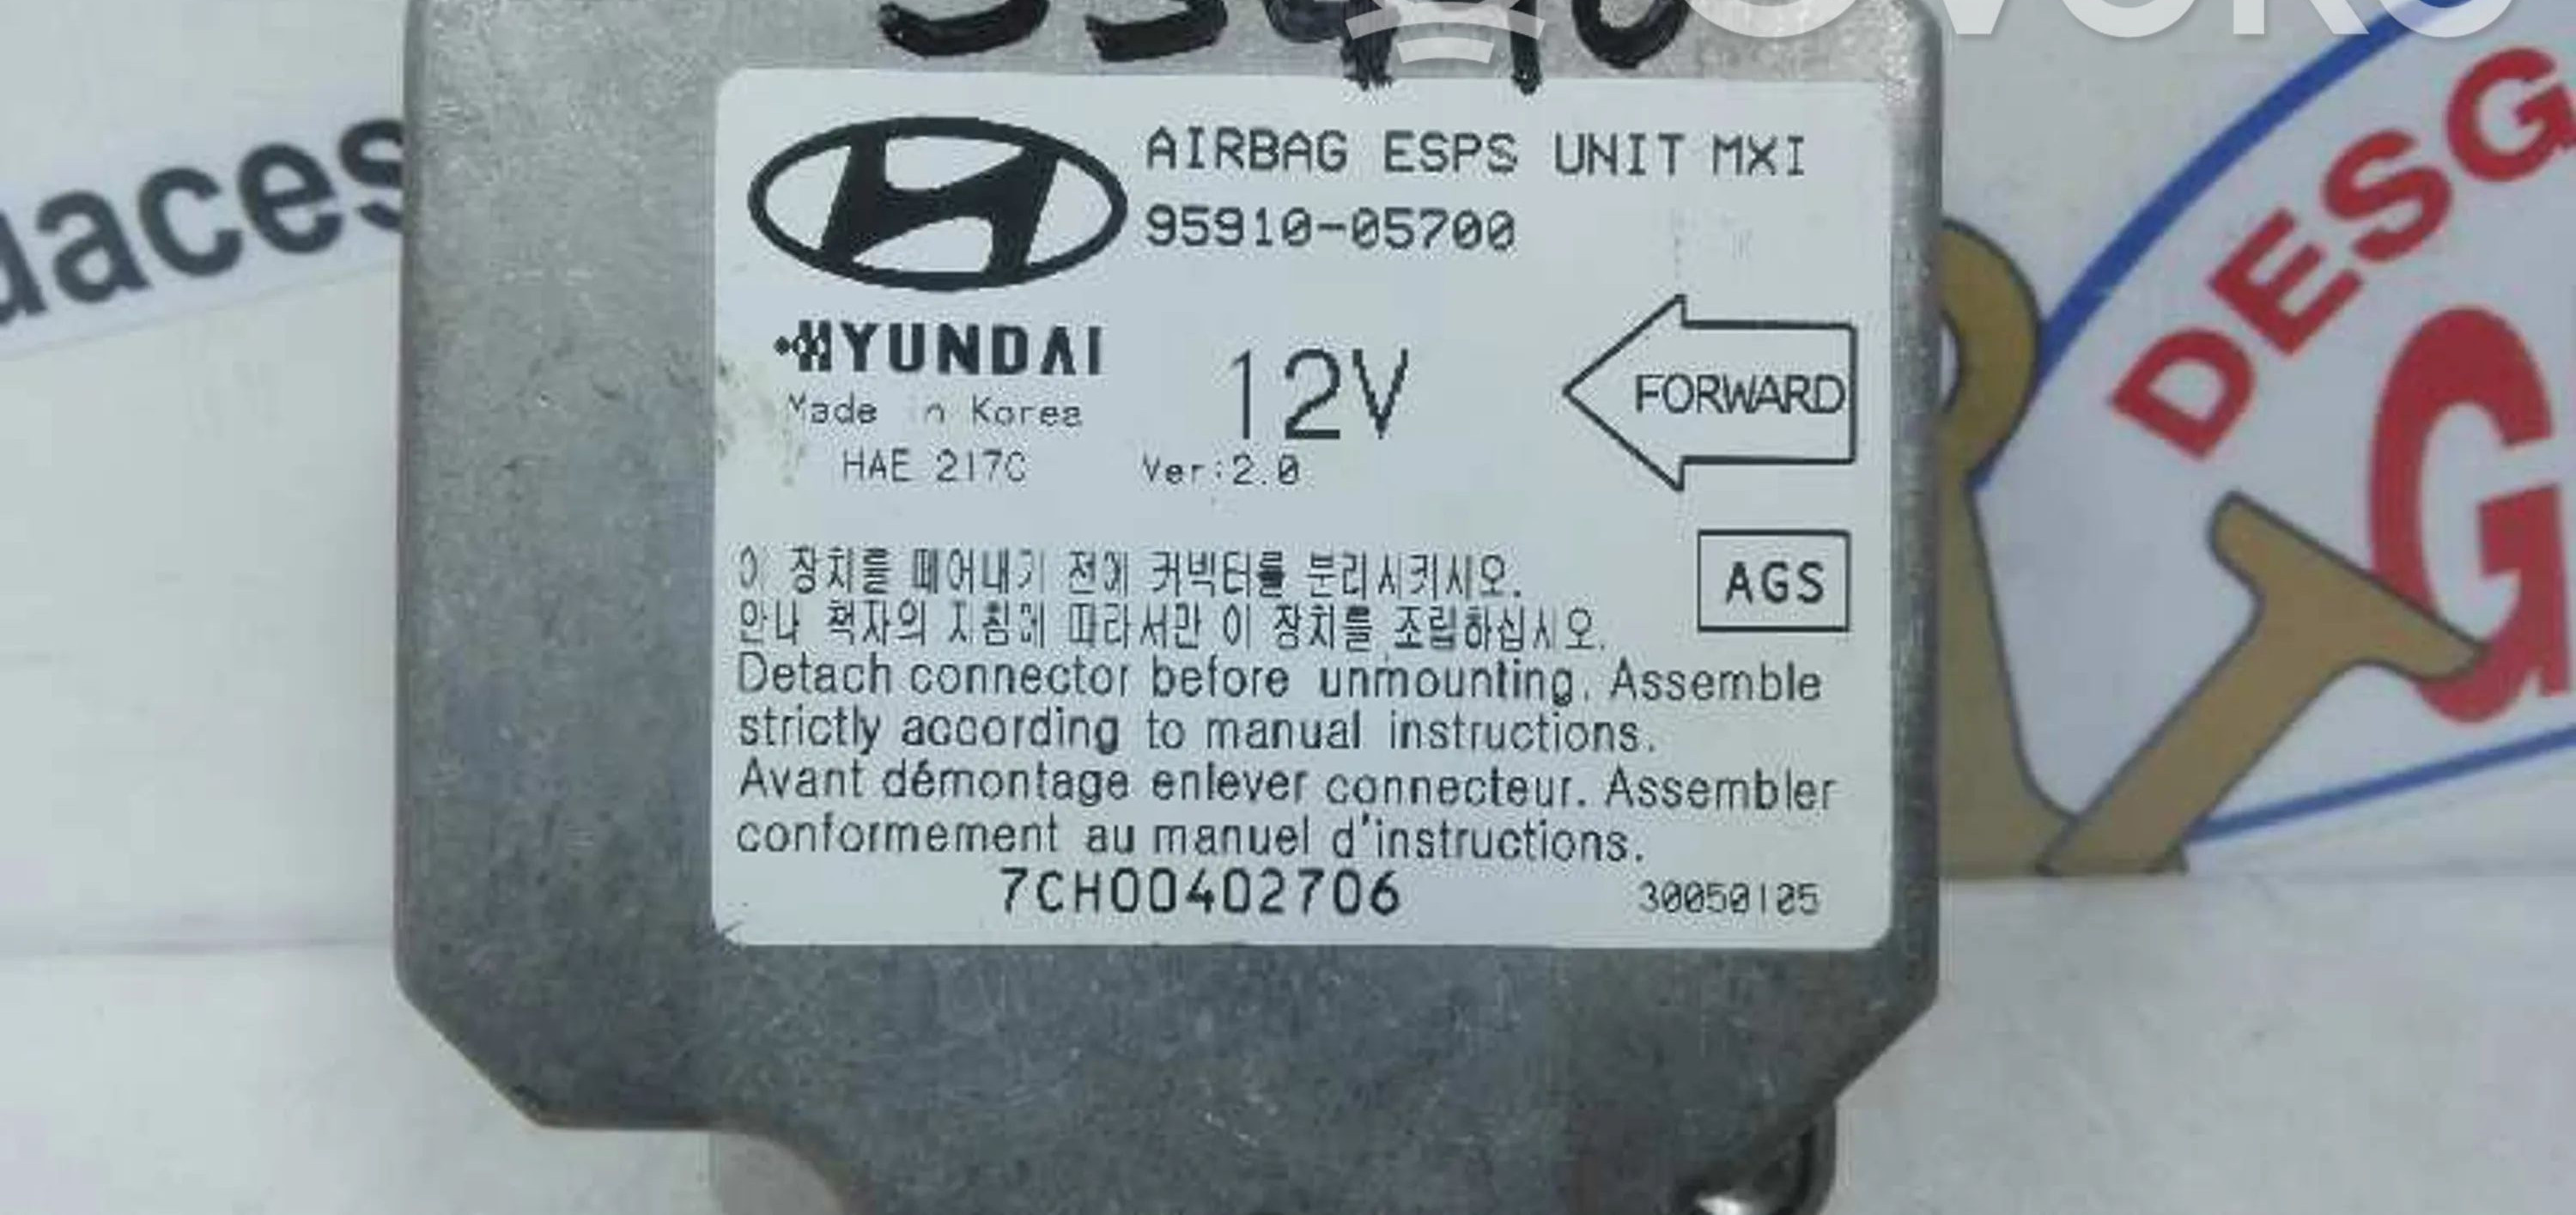 AIRBAG ESPS UNIT MXI
95910-05700
HYUNDAI
Made in Korea
12V
FORWARD
HAE 217C
Ver:2.0
이 장치를 떼어내기 전에 커넥터를 분리시키시오.
안내 책자의 지침에 따라서만 이 장치를 조립하십시오.
AGS
Detach connector before unmounting. Assemble
strictly according to manual instructions.
Avant démontage enlever connecteur. Assembler
conformement au manuel d'instructions.
7CH00402706
30050105
DESG
G